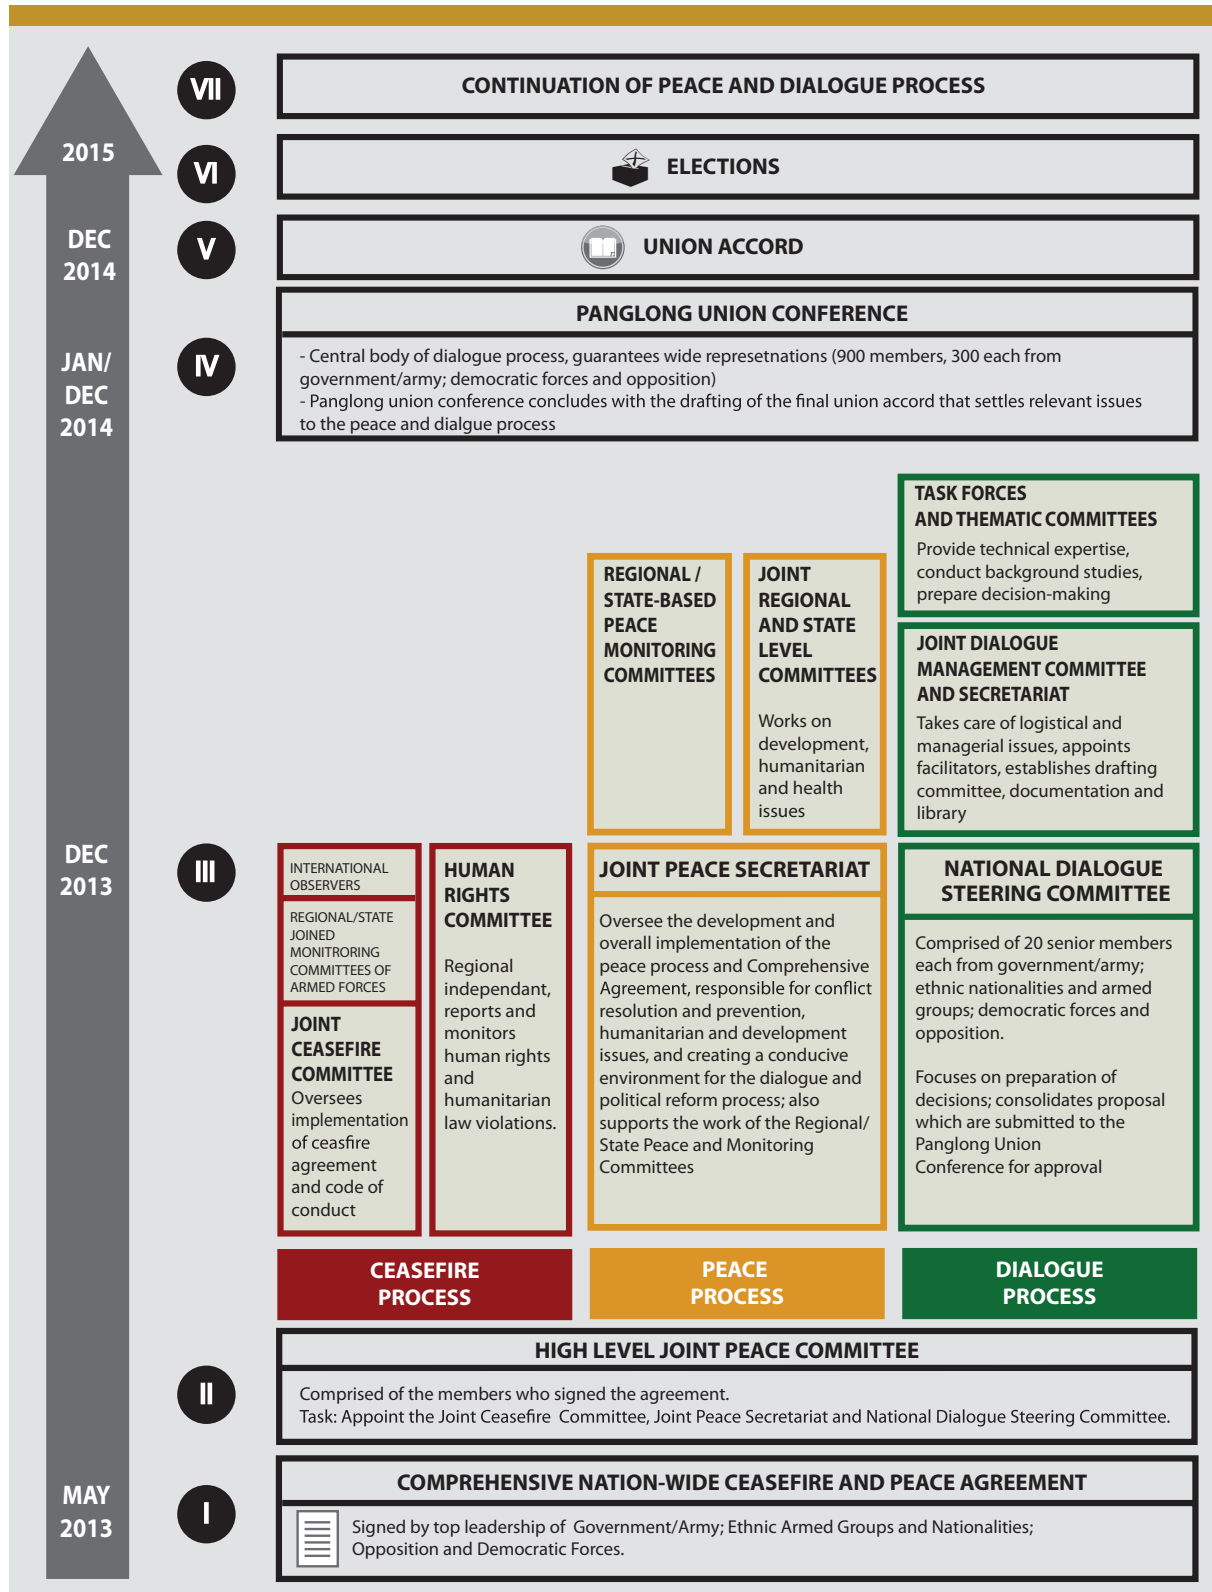 VII
CONTINUATION OF PEACE AND DIALOGUE PROCESS
2015
VI
ELECTIONS
DEC
2014
V
UNION ACCORD
JAN/
DEC
2014
IV
PANGLONG UNION CONFERENCE
- Central body of dialogue process, guarantees wide represetnations (900 members, 300 each from
government/army; democratic forces and opposition)
- Panglong union conference concludes with the drafting of the final union accord that settles relevant issues
to the peace and dialgue process
TASK FORCES
AND THEMATIC COMMITTEES
Provide technical expertise,
conduct background studies,
prepare decision-making
REGIONAL /
STATE-BASED
PEACE
MONITORING
COMMITTEES
JOINT
REGIONAL
AND STATE
LEVEL
COMMITTEES
Works on
development,
humanitarian
and health
issues
JOINT DIALOGUE
MANAGEMENT COMMITTEE
AND SECRETARIAT
Takes care of logistical and
managerial issues, appoints
facilitators, establishes drafting
committee, documentation and
library
DEC
2013
III
INTERNATIONAL
OBSERVERS
REGIONAL/STATE
JOINED
MONITRORING
COMMITTEES OF
ARMED FORCES
JOINT
CEASEFIRE
COMMITTEE
Oversees
implementation
of ceasfire
agreement
and code of
conduct
HUMAN
RIGHTS
COMMITTEE
Regional
independant,
reports and
monitors
human rights
and
humanitarian
law violations.
JOINT PEACE SECRETARIAT
Oversee the development and
overall implementation of the
peace process and Comprehensive
Agreement, responsible for conflict
resolution and prevention,
humanitarian and development
issues, and creating a conducive
environment for the dialogue and
political reform process; also
supports the work of the Regional/
State Peace and Monitoring
Committees
NATIONAL DIALOGUE
STEERING COMMITTEE
Comprised of 20 senior members
each from government/army;
ethnic nationalities and armed
groups; democratic forces and
opposition.
Focuses on preparation of
decisions; consolidates proposal
which are submitted to the
Panglong Union
Conference for approval
CEASEFIRE
PROCESS
PEACE
PROCESS
DIALOGUE
PROCESS
II
HIGH LEVEL JOINT PEACE COMMITTEE
Comprised of the members who signed the agreement.
Task: Appoint the Joint Ceasefire Committee, Joint Peace Secretariat and National Dialogue Steering Committee.
MAY
2013
I
COMPREHENSIVE NATION-WIDE CEASEFIRE AND PEACE AGREEMENT
Signed by top leadership of Government/Army; Ethnic Armed Groups and Nationalities;
Opposition and Democratic Forces.